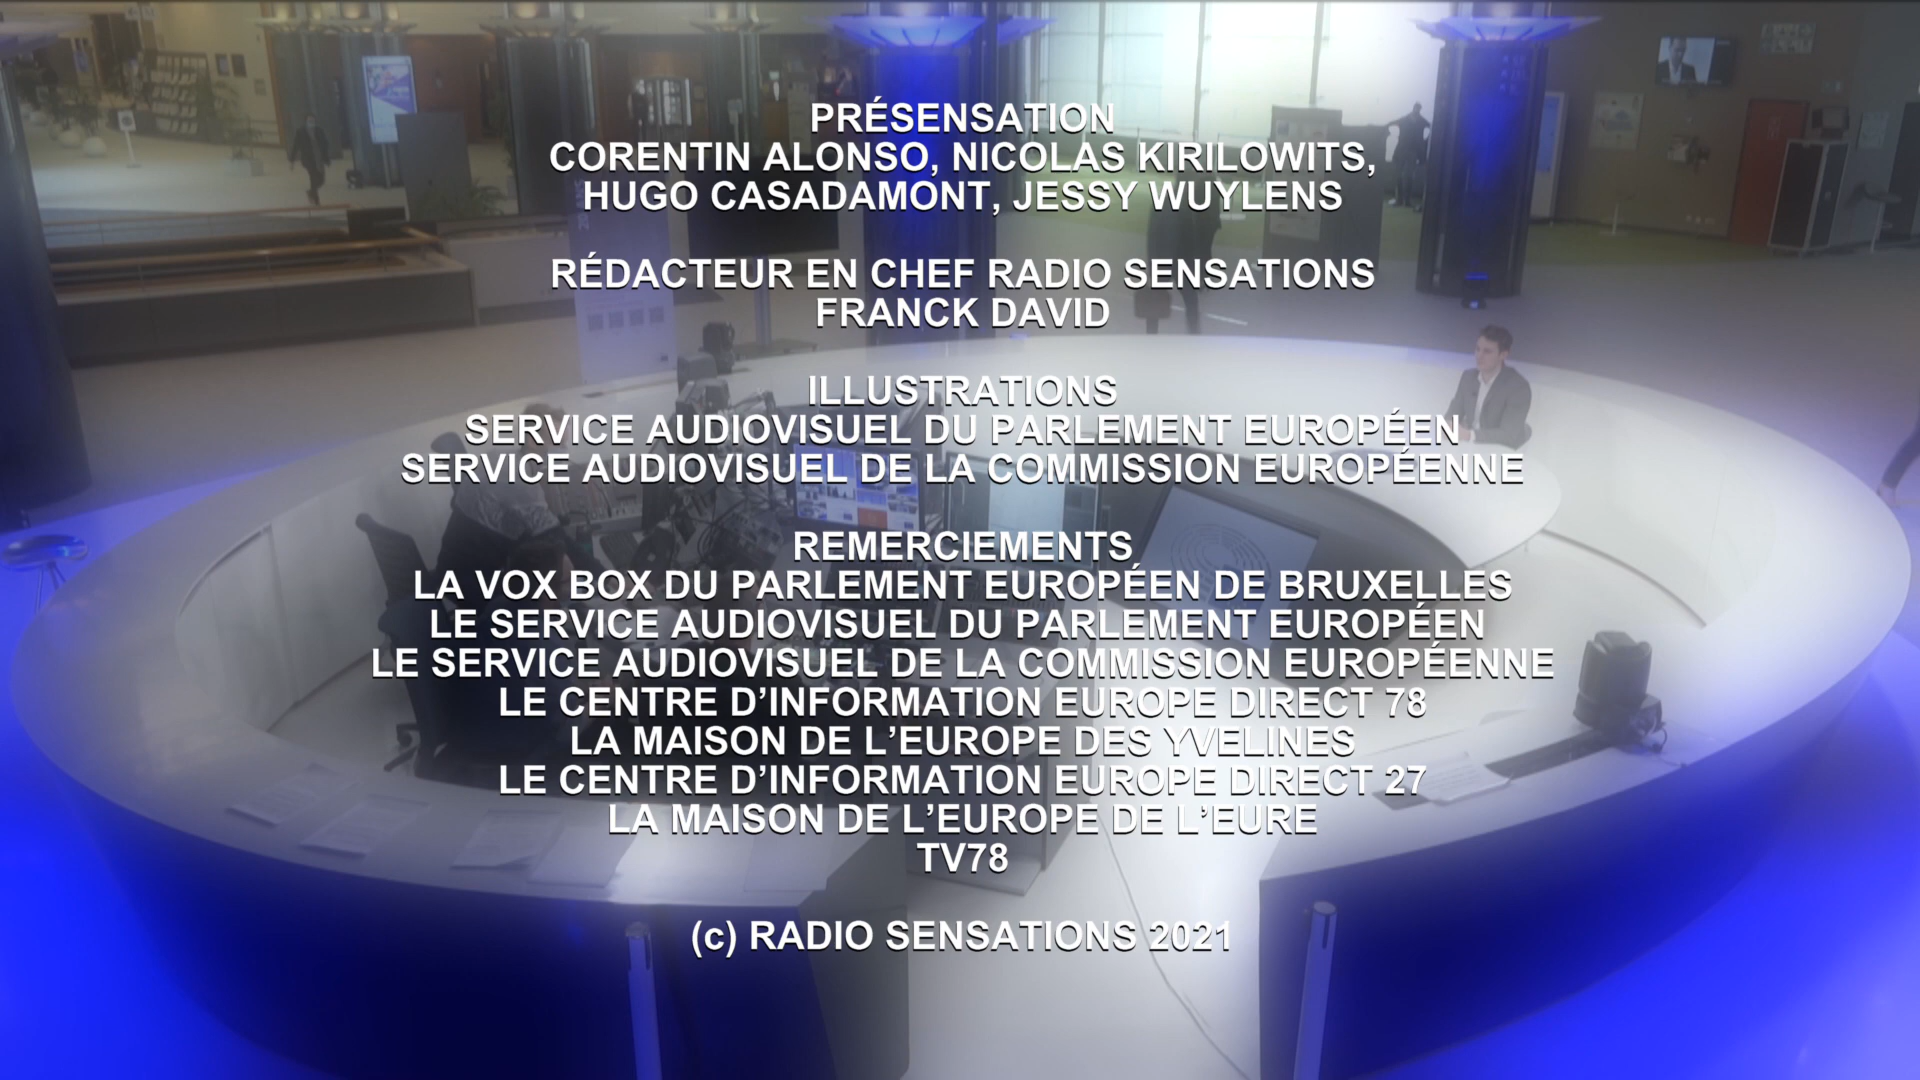 PRÉSENSATION
CORENTIN ALONSO, NICOLAS KIRILOWITS,
HUGO CASADAMONT, JESSY WUYLENS
RÉDACTEUR EN CHEF RADIO SENSATIONS
FRANCK DAVID
ILLUSTRATIONS
SERVICE AUDIOVISUEL DU PARLEMENT EUROPÉEN
SERVICE AUDIOVISUEL DE LA COMMISSION EUROPÉENNE
REMERCIEMENTS
LA VOX BOX DU PARLEMENT EUROPÉEN DE BRUXELLES
LE SERVICE AUDIOVISUEL DU PARLEMENT EUROPÉEN
LE SERVICE AUDIOVISUEL DE LA COMMISSION EUROPÉENNE
LE CENTRE D’INFORMATION EUROPE DIRECT 78
LA MAISON DE L’EUROPE DES YVELINES
LE CENTRE D’INFORMATION EUROPE DIRECT 27
LA MAISON DE L’EUROPE DE L’EURE
TV78
(c) RADIO SENSATIONS 2021